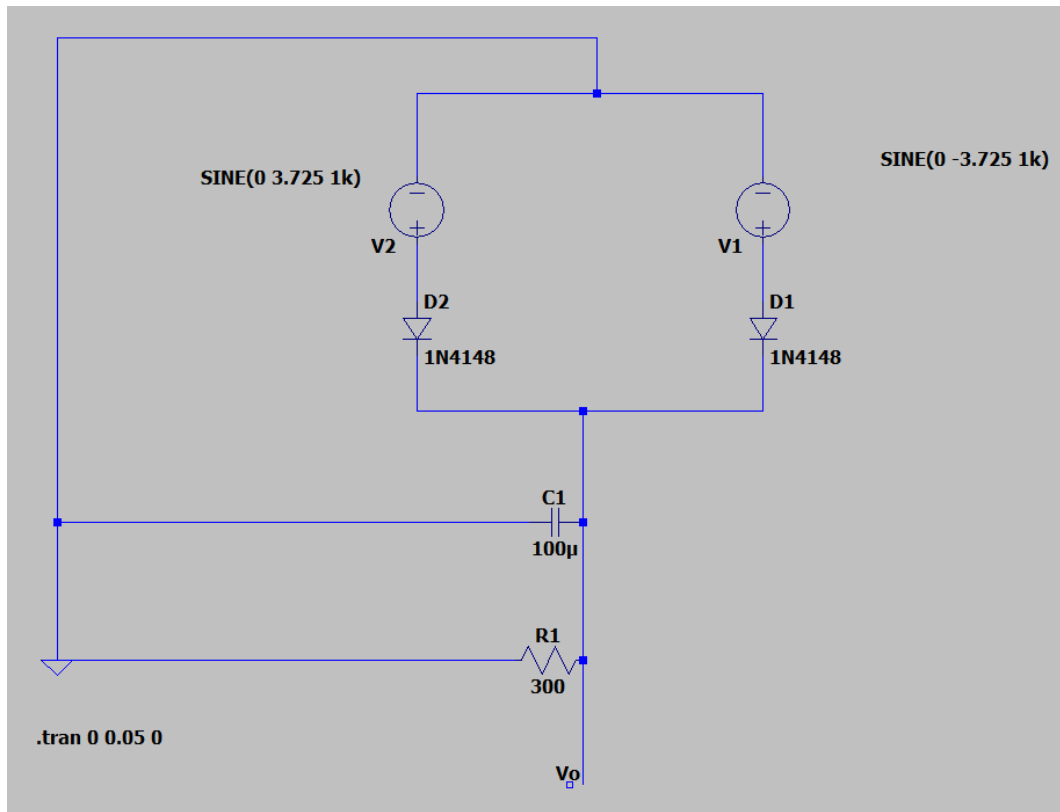 SINE(0 3.725 1k)
SINE(0 -3.725 1k)
V2
V1
D2
D1
1N4148
1N4148
C1
100µ
R1
300
.tran 0 0.05 0
Vo